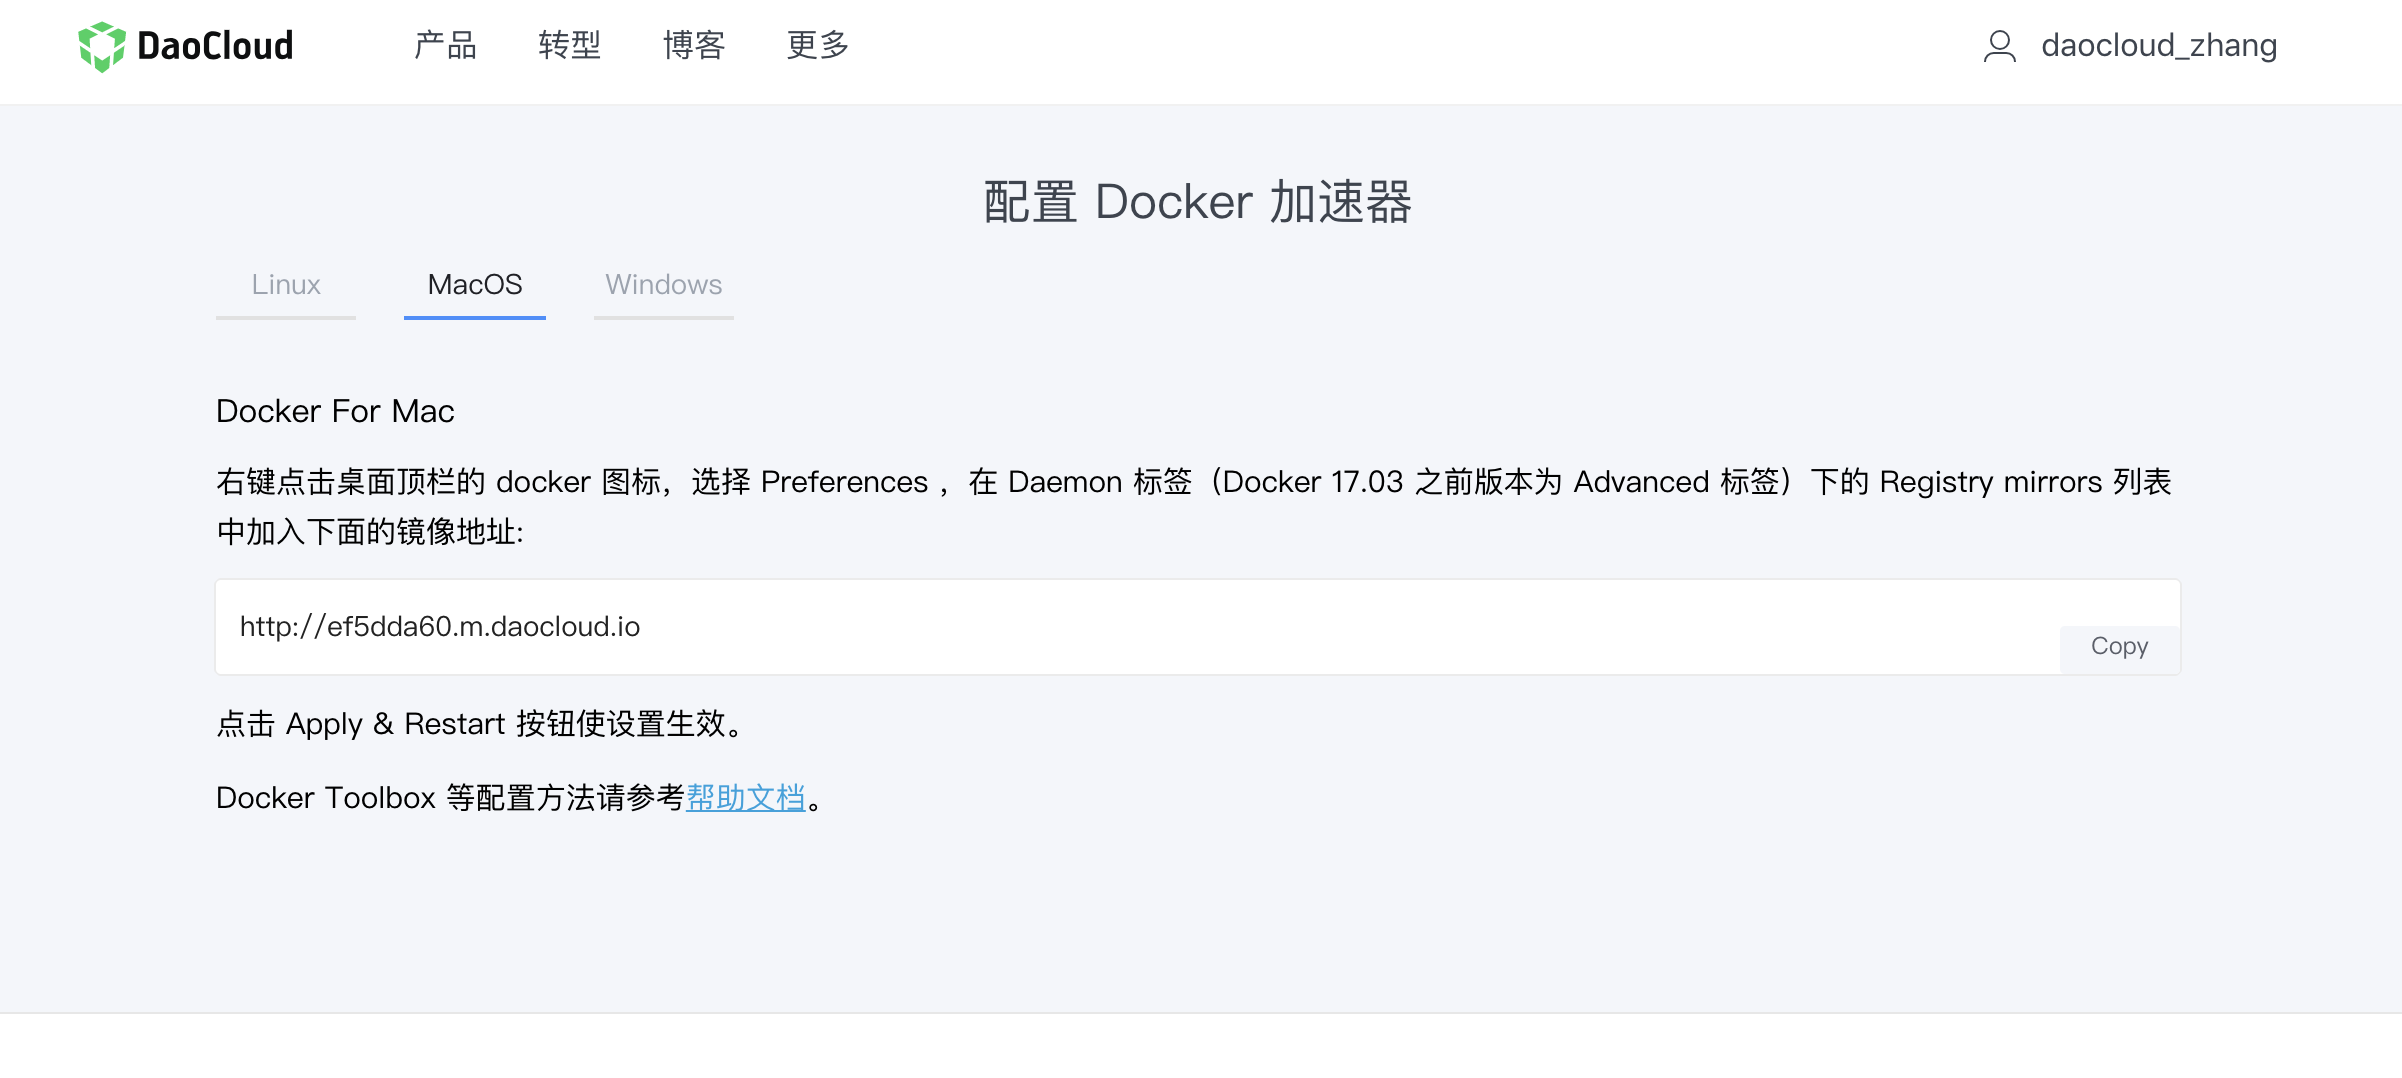 DaoCloud 产品 转型 博客 更多 daocloud_zhang
配置 Docker 加速器
Linux MacOS Windows
Docker For Mac
右键点击桌面顶栏的 docker 图标，选择 Preferences ，在 Daemon 标签（Docker 17.03 之前版本为 Advanced 标签）下的 Registry mirrors 列表
中加入下面的镜像地址:
http://ef5dda60.m.daocloud.io
Copy
点击 Apply & Restart 按钮使设置生效。
Docker Toolbox 等配置方法请参考帮助文档。